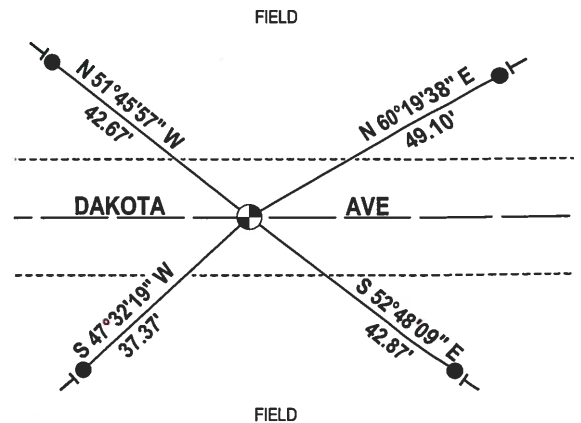 FIELD
N 51°45'57" W
42.67'
N 60°19'38" E
49.10'
DAKOTA AVE
S 47°32'19" W
37.37'
S 52°48'09" E
42.87'
FIELD